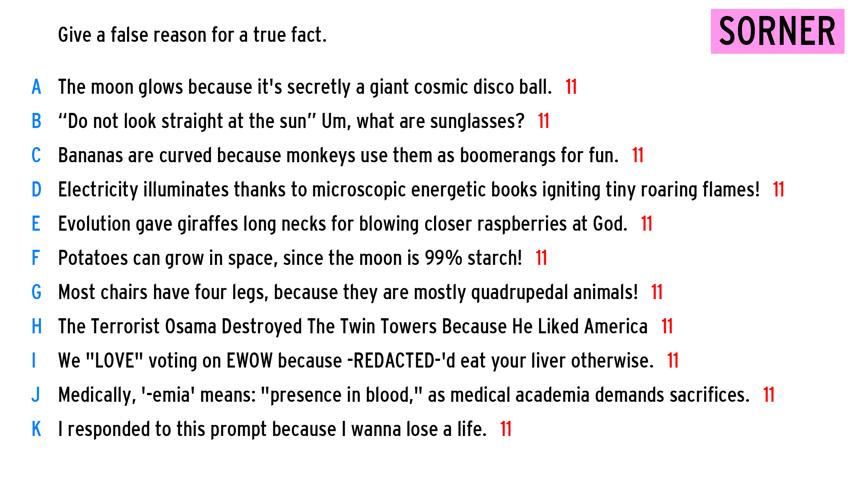 Give a false reason for a true fact.
SORNER
A The moon glows because it's secretly a giant cosmic disco ball. 11
B “Do not look straight at the sun” Um, what are sunglasses? 11
C Bananas are curved because monkeys use them as boomerangs for fun. 11
D Electricity illuminates thanks to microscopic energetic books igniting tiny roaring flames! 11
E Evolution gave giraffes long necks for blowing closer raspberries at God. 11
F Potatoes can grow in space, since the moon is 99% starch! 11
G Most chairs have four legs, because they are mostly quadrupedal animals! 11
H The Terrorist Osama Destroyed The Twin Towers Because He Liked America 11
I We "LOVE" voting on EWOW because -REDACTED-'d eat your liver otherwise. 11
J Medically, '-emia' means: "presence in blood," as medical academia demands sacrifices. 11
K I responded to this prompt because I wanna lose a life. 11